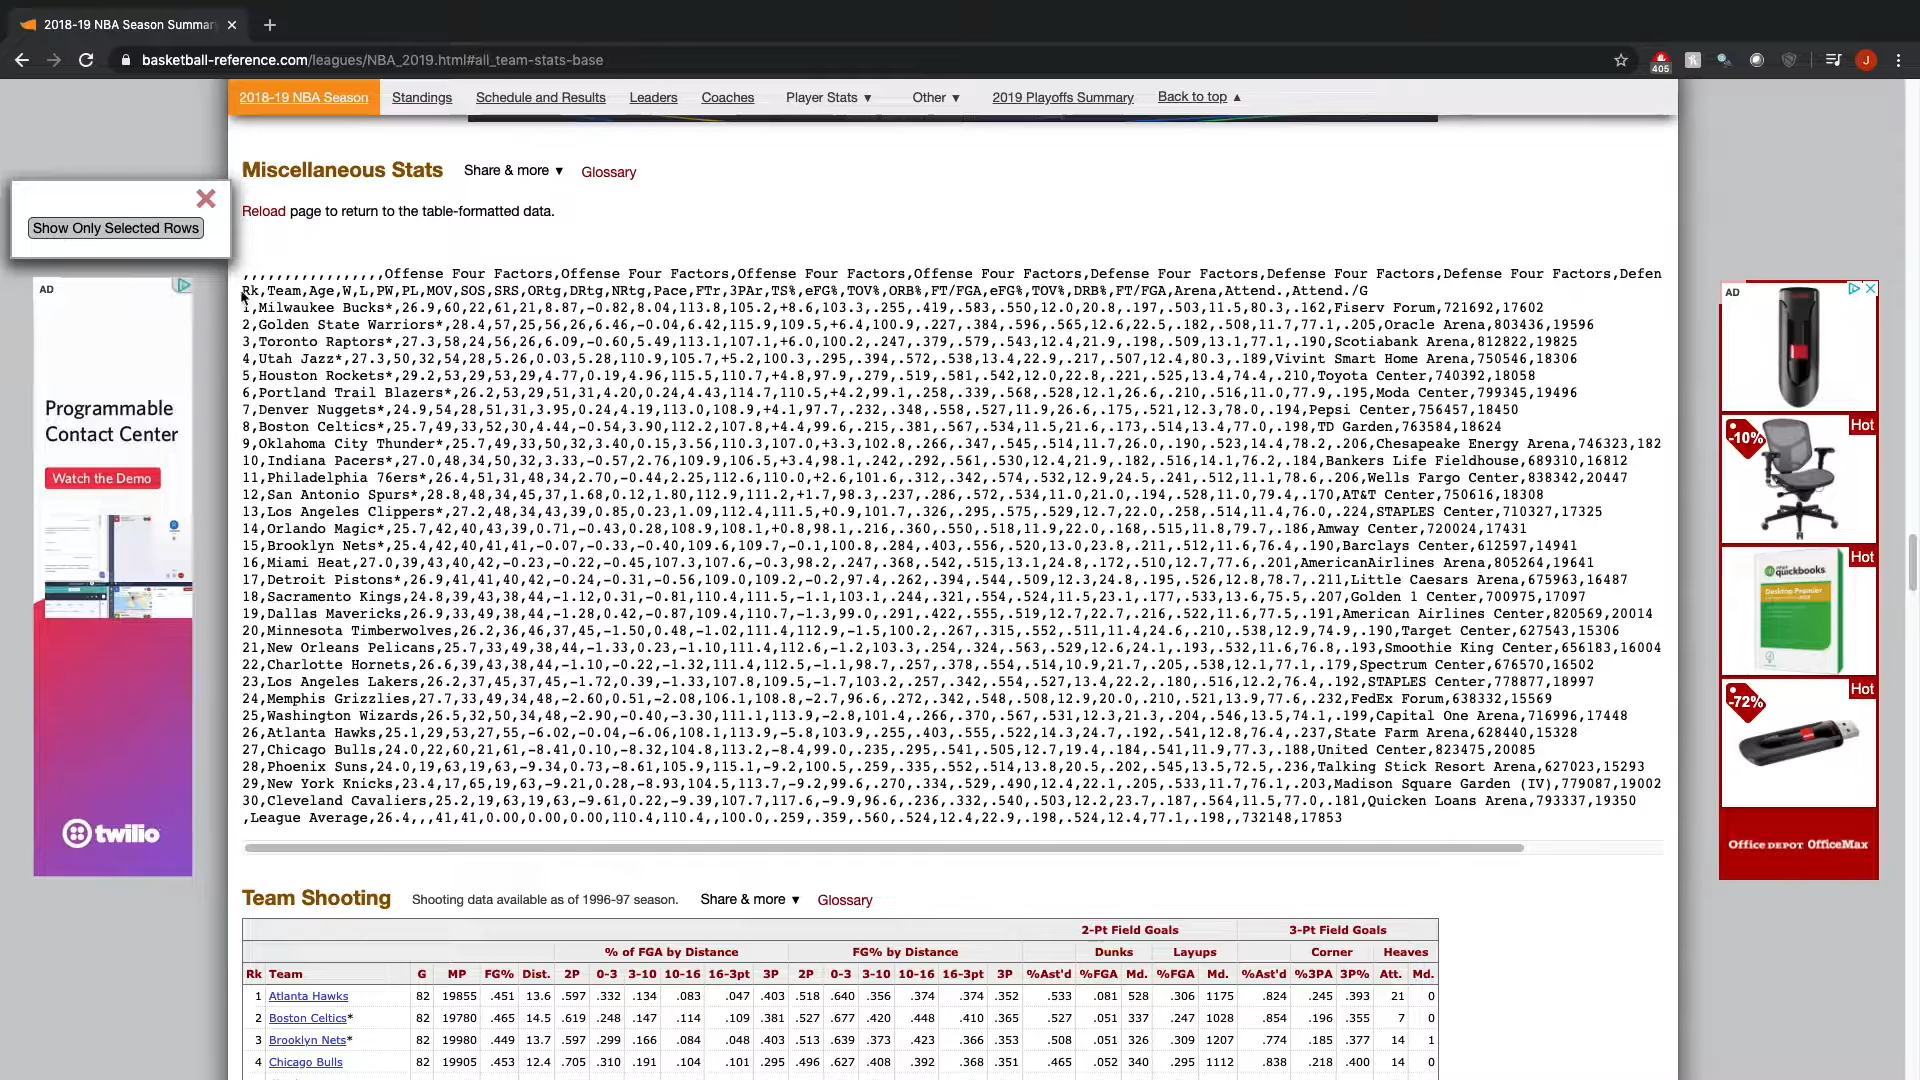 2018-19 NBA Season Summar
basketball-reference.com/leagues/NBA_2019.html#all_team-stats-base
405
J
2018-19 NBA Season Standings Schedule and Results Leaders Coaches Player Stats ▼ Other ▼ 2019 Playoffs Summary Back to top ▲
Miscellaneous Stats Share & more ▼ Glossary
Reload page to return to the table-formatted data.
Show Only Selected Rows
,,,,,,,,,,,,,,,,,Offense Four Factors,Offense Four Factors,Offense Four Factors,Offense Four Factors,Defense Four Factors,Defense Four Factors,Defense Four Factors,Defen
Rk,Team,Age,W,L,PW,PL,MOV,SOS,SRS,ORtg,DRtg,NRtg,Pace,FTr,3PAr,TS%,eFG%,TOV%,ORB%,FT/FGA,eFG%,TOV%,DRB%,FT/FGA,Arena,Attend.,Attend./G
1,Milwaukee Bucks*,26.9,60,22,61,21,8.87,-0.82,8.04,113.8,105.2,+8.6,103.3,.255,.419,.583,.550,12.0,20.8,.197,.503,11.5,80.3,.162,Fiserv Forum,721692,17602
2,Golden State Warriors*,28.4,57,25,56,26,6.46,-0.04,6.42,115.9,109.5,+6.4,100.9,.227,.384,.596,.565,12.6,22.5,.182,.508,11.7,77.1,.205,Oracle Arena,803436,19596
3,Toronto Raptors*,27.3,58,24,56,26,6.09,-0.60,5.49,113.1,107.1,+6.0,100.2,.247,.379,.579,.543,12.4,21.9,.198,.509,13.1,77.1,.190,Scotiabank Arena,812822,19825
4,Utah Jazz*,27.3,50,32,54,28,5.26,0.03,5.28,110.9,105.7,+5.2,100.3,.295,.394,.572,.538,13.4,22.9,.217,.507,12.4,80.3,.189,Vivint Smart Home Arena,750546,18306
5,Houston Rockets*,29.2,53,29,53,29,4.77,0.19,4.96,115.5,110.7,+4.8,97.9,.279,.519,.581,.542,12.0,22.8,.221,.525,13.4,74.4,.210,Toyota Center,740392,18058
6,Portland Trail Blazers*,26.2,53,29,51,31,4.20,0.24,4.43,114.7,110.5,+4.2,99.1,.258,.339,.568,.528,12.1,26.6,.210,.516,11.0,77.9,.195,Moda Center,799345,19496
7,Denver Nuggets*,24.9,54,28,51,31,3.95,0.24,4.19,113.0,108.9,+4.1,97.7,.232,.348,.558,.527,11.9,26.6,.175,.521,12.3,78.0,.194,Pepsi Center,756457,18450
8,Boston Celtics*,25.7,49,33,52,30,4.44,-0.54,3.90,112.2,107.8,+4.4,99.6,.215,.381,.567,.534,11.5,21.6,.173,.514,13.4,77.0,.198,TD Garden,763584,18624
9,Oklahoma City Thunder*,25.7,49,33,50,32,3.40,0.15,3.56,110.3,107.0,+3.3,102.8,.266,.347,.545,.514,11.7,26.0,.190,.523,14.4,78.2,.206,Chesapeake Energy Arena,746323,182
10,Indiana Pacers*,27.0,48,34,50,32,3.33,-0.57,2.76,109.9,106.5,+3.4,98.1,.242,.292,.561,.530,12.4,21.9,.182,.516,14.1,76.2,.184,Bankers Life Fieldhouse,689310,16812
11,Philadelphia 76ers*,26.4,51,31,48,34,2.70,-0.44,2.25,112.6,110.0,+2.6,101.6,.312,.342,.574,.532,12.9,24.5,.241,.512,11.1,78.6,.206,Wells Fargo Center,838342,20447
12,San Antonio Spurs*,28.8,48,34,45,37,1.68,0.12,1.80,112.9,111.2,+1.7,98.3,.237,.286,.572,.534,11.0,21.0,.194,.528,11.0,79.4,.170,AT&T Center,750616,18308
13,Los Angeles Clippers*,27.2,48,34,43,39,0.85,0.23,1.09,112.4,111.5,+0.9,101.7,.326,.295,.575,.529,12.7,22.0,.258,.514,11.4,76.0,.224,STAPLES Center,710327,17325
14,Orlando Magic*,25.7,42,40,43,39,0.71,-0.43,0.28,108.9,108.1,+0.8,98.1,.216,.360,.550,.518,11.9,22.0,.168,.515,11.8,79.7,.186,Amway Center,720024,17431
15,Brooklyn Nets*,25.4,42,40,41,41,-0.07,-0.33,-0.40,109.6,109.7,-0.1,100.8,.284,.403,.556,.520,13.0,23.8,.211,.512,11.6,76.4,.190,Barclays Center,612597,14941
16,Miami Heat,27.0,39,43,40,42,-0.23,-0.22,-0.45,107.3,107.6,-0.3,98.2,.247,.368,.542,.515,13.1,24.8,.172,.510,12.7,77.6,.201,AmericanAirlines Arena,805264,19641
17,Detroit Pistons*,26.9,41,41,40,42,-0.24,-0.31,-0.56,109.0,109.2,-0.2,97.4,.262,.394,.544,.509,12.3,24.8,.195,.526,12.8,78.7,.211,Little Caesars Arena,675963,16487
18,Sacramento Kings,24.8,39,43,38,44,-1.12,0.31,-0.81,110.4,111.5,-1.1,103.1,.244,.321,.554,.524,11.5,23.1,.177,.533,13.6,75.5,.207,Golden 1 Center,700975,17097
19,Dallas Mavericks,26.9,33,49,38,44,-1.28,0.42,-0.87,109.4,110.7,-1.3,99.0,.291,.422,.555,.519,12.7,22.7,.216,.522,11.6,77.5,.191,American Airlines Center,820569,20014
20,Minnesota Timberwolves,26.2,36,46,37,45,-1.50,0.48,-1.02,111.4,112.9,-1.5,100.2,.267,.315,.552,.511,11.4,24.6,.210,.538,12.9,74.9,.190,Target Center,627543,15306
21,New Orleans Pelicans,25.7,33,49,38,44,-1.33,0.23,-1.10,111.4,112.6,-1.2,103.3,.254,.324,.563,.529,12.6,24.1,.193,.532,11.6,76.8,.193,Smoothie King Center,656183,16004
22,Charlotte Hornets,26.6,39,43,38,44,-1.10,-0.22,-1.32,111.4,112.5,-1.1,98.7,.257,.378,.554,.514,10.9,21.7,.205,.538,12.1,77.1,.179,Spectrum Center,676570,16502
23,Los Angeles Lakers,26.2,37,45,37,45,-1.72,0.39,-1.33,107.8,109.5,-1.7,103.2,.257,.342,.554,.527,13.4,22.2,.180,.516,12.2,76.4,.192,STAPLES Center,778877,18997
24,Memphis Grizzlies,27.7,33,49,34,48,-2.60,0.51,-2.08,106.1,108.8,-2.7,96.6,.272,.342,.548,.508,12.9,20.0,.210,.521,13.9,77.6,.232,FedEx Forum,638332,15569
25,Washington Wizards,26.5,32,50,34,48,-2.90,-0.40,-3.30,111.1,113.9,-2.8,101.4,.266,.370,.567,.531,12.3,21.3,.204,.546,13.5,74.1,.199,Capital One Arena,716996,17448
26,Atlanta Hawks,25.1,29,53,27,55,-6.02,-0.04,-6.06,108.1,113.9,-5.8,103.9,.255,.403,.555,.522,14.3,24.7,.192,.541,12.8,76.4,.237,State Farm Arena,628440,15328
27,Chicago Bulls,24.0,22,60,21,61,-8.41,0.10,-8.32,104.8,113.2,-8.4,99.0,.235,.295,.541,.505,12.7,19.4,.184,.541,11.9,77.3,.188,United Center,823475,20085
28,Phoenix Suns,24.0,19,63,19,63,-9.34,0.73,-8.61,105.9,115.1,-9.2,100.5,.259,.335,.552,.514,13.8,20.5,.202,.545,13.5,72.5,.236,Talking Stick Resort Arena,627023,15293
29,New York Knicks,23.4,17,65,19,63,-9.21,0.28,-8.93,104.5,113.7,-9.2,99.6,.270,.334,.529,.490,12.4,22.1,.205,.533,11.7,76.1,.203,Madison Square Garden (IV),779087,19002
30,Cleveland Cavaliers,25.2,19,63,19,63,-9.61,0.22,-9.39,107.7,117.6,-9.9,96.6,.236,.332,.540,.503,12.2,23.7,.187,.564,11.5,77.0,.181,Quicken Loans Arena,793337,19350
,League Average,26.4,,,41,41,0.00,0.00,0.00,110.4,110.4,,100.0,.259,.359,.560,.524,12.4,22.9,.198,.524,12.4,77.1,.198,,732148,17853
AD
Programmable
Contact Center
Watch the Demo
twilio
AD
-10%
Hot
Hot
quickbooks
Desktop Premier
Hot
-72%
Office DEPOT OfficeMax
Team Shooting Shooting data available as of 1996-97 season. Share & more ▼ Glossary
2-Pt Field Goals 3-Pt Field Goals
% of FGA by Distance FG% by Distance Dunks Layups Corner Heaves
Rk Team G MP FG% Dist. 2P 0-3 3-10 10-16 16-3pt 3P 2P 0-3 3-10 10-16 16-3pt 3P %Ast'd %FGA Md. %FGA Md. %Ast'd %3PA 3P% Att. Md.
1 Atlanta Hawks 82 19855 .451 13.6 .597 .332 .134 .083 .047 .403 .518 .640 .356 .374 .374 .352 .533 .081 528 .306 1175 .824 .245 .393 21 0
2 Boston Celtics* 82 19780 .465 14.5 .619 .248 .147 .114 .109 .381 .527 .677 .420 .448 .410 .365 .527 .051 337 .247 1028 .854 .196 .355 7 0
3 Brooklyn Nets* 82 19980 .449 13.7 .597 .299 .166 .084 .048 .403 .513 .639 .373 .423 .366 .353 .508 .051 326 .309 1207 .774 .185 .377 14 1
4 Chicago Bulls 82 19905 .453 12.4 .705 .310 .191 .104 .101 .295 .496 .627 .408 .392 .368 .351 .465 .052 340 .295 1112 .838 .218 .400 14 0